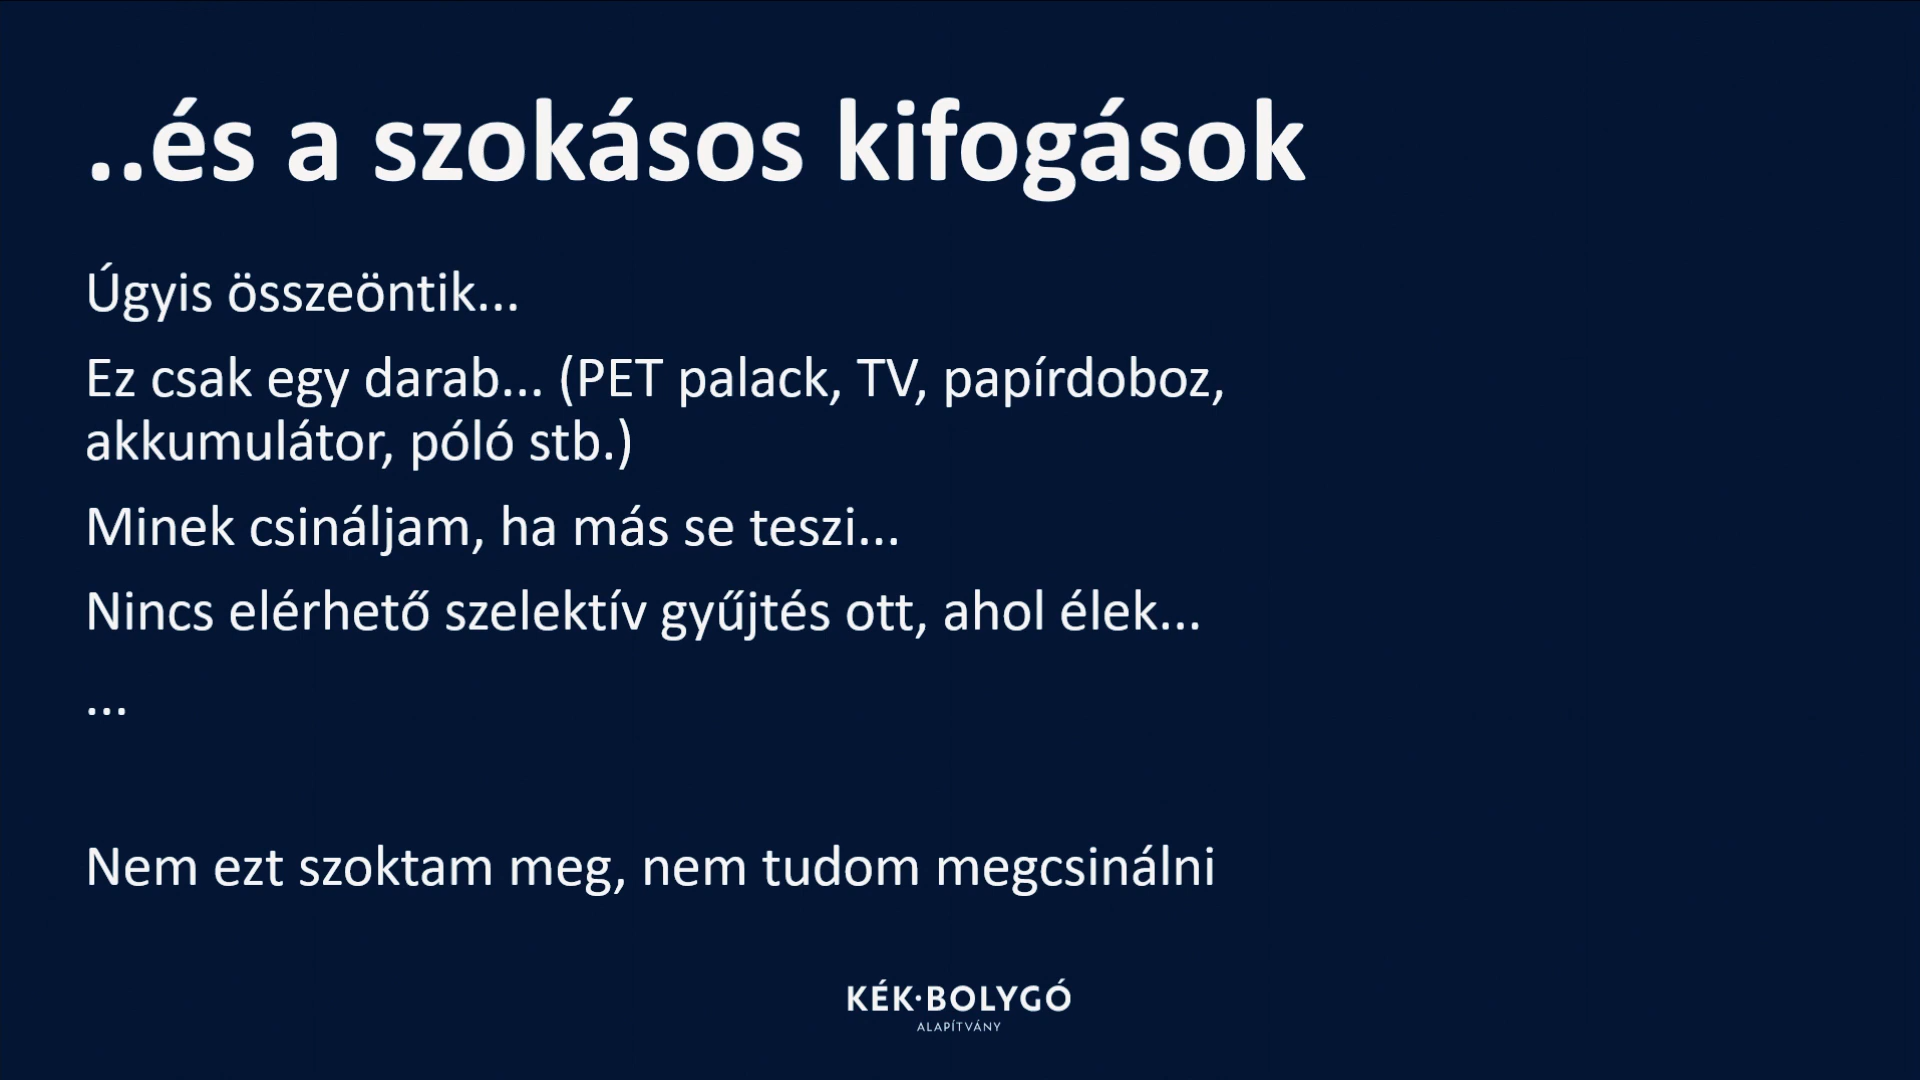 ..és a szokásos kifogások
Úgyis összeöntik...
Ez csak egy darab... (PET palack, TV, papírdoboz,
akkumulátor, póló stb.)
Minek csináljam, ha más se teszi...
Nincs elérhető szelektív gyűjtés ott, ahol élek...
...
Nem ezt szoktam meg, nem tudom megcsinálni
KÉK·BOLYGÓ
ALAPÍTVÁNY